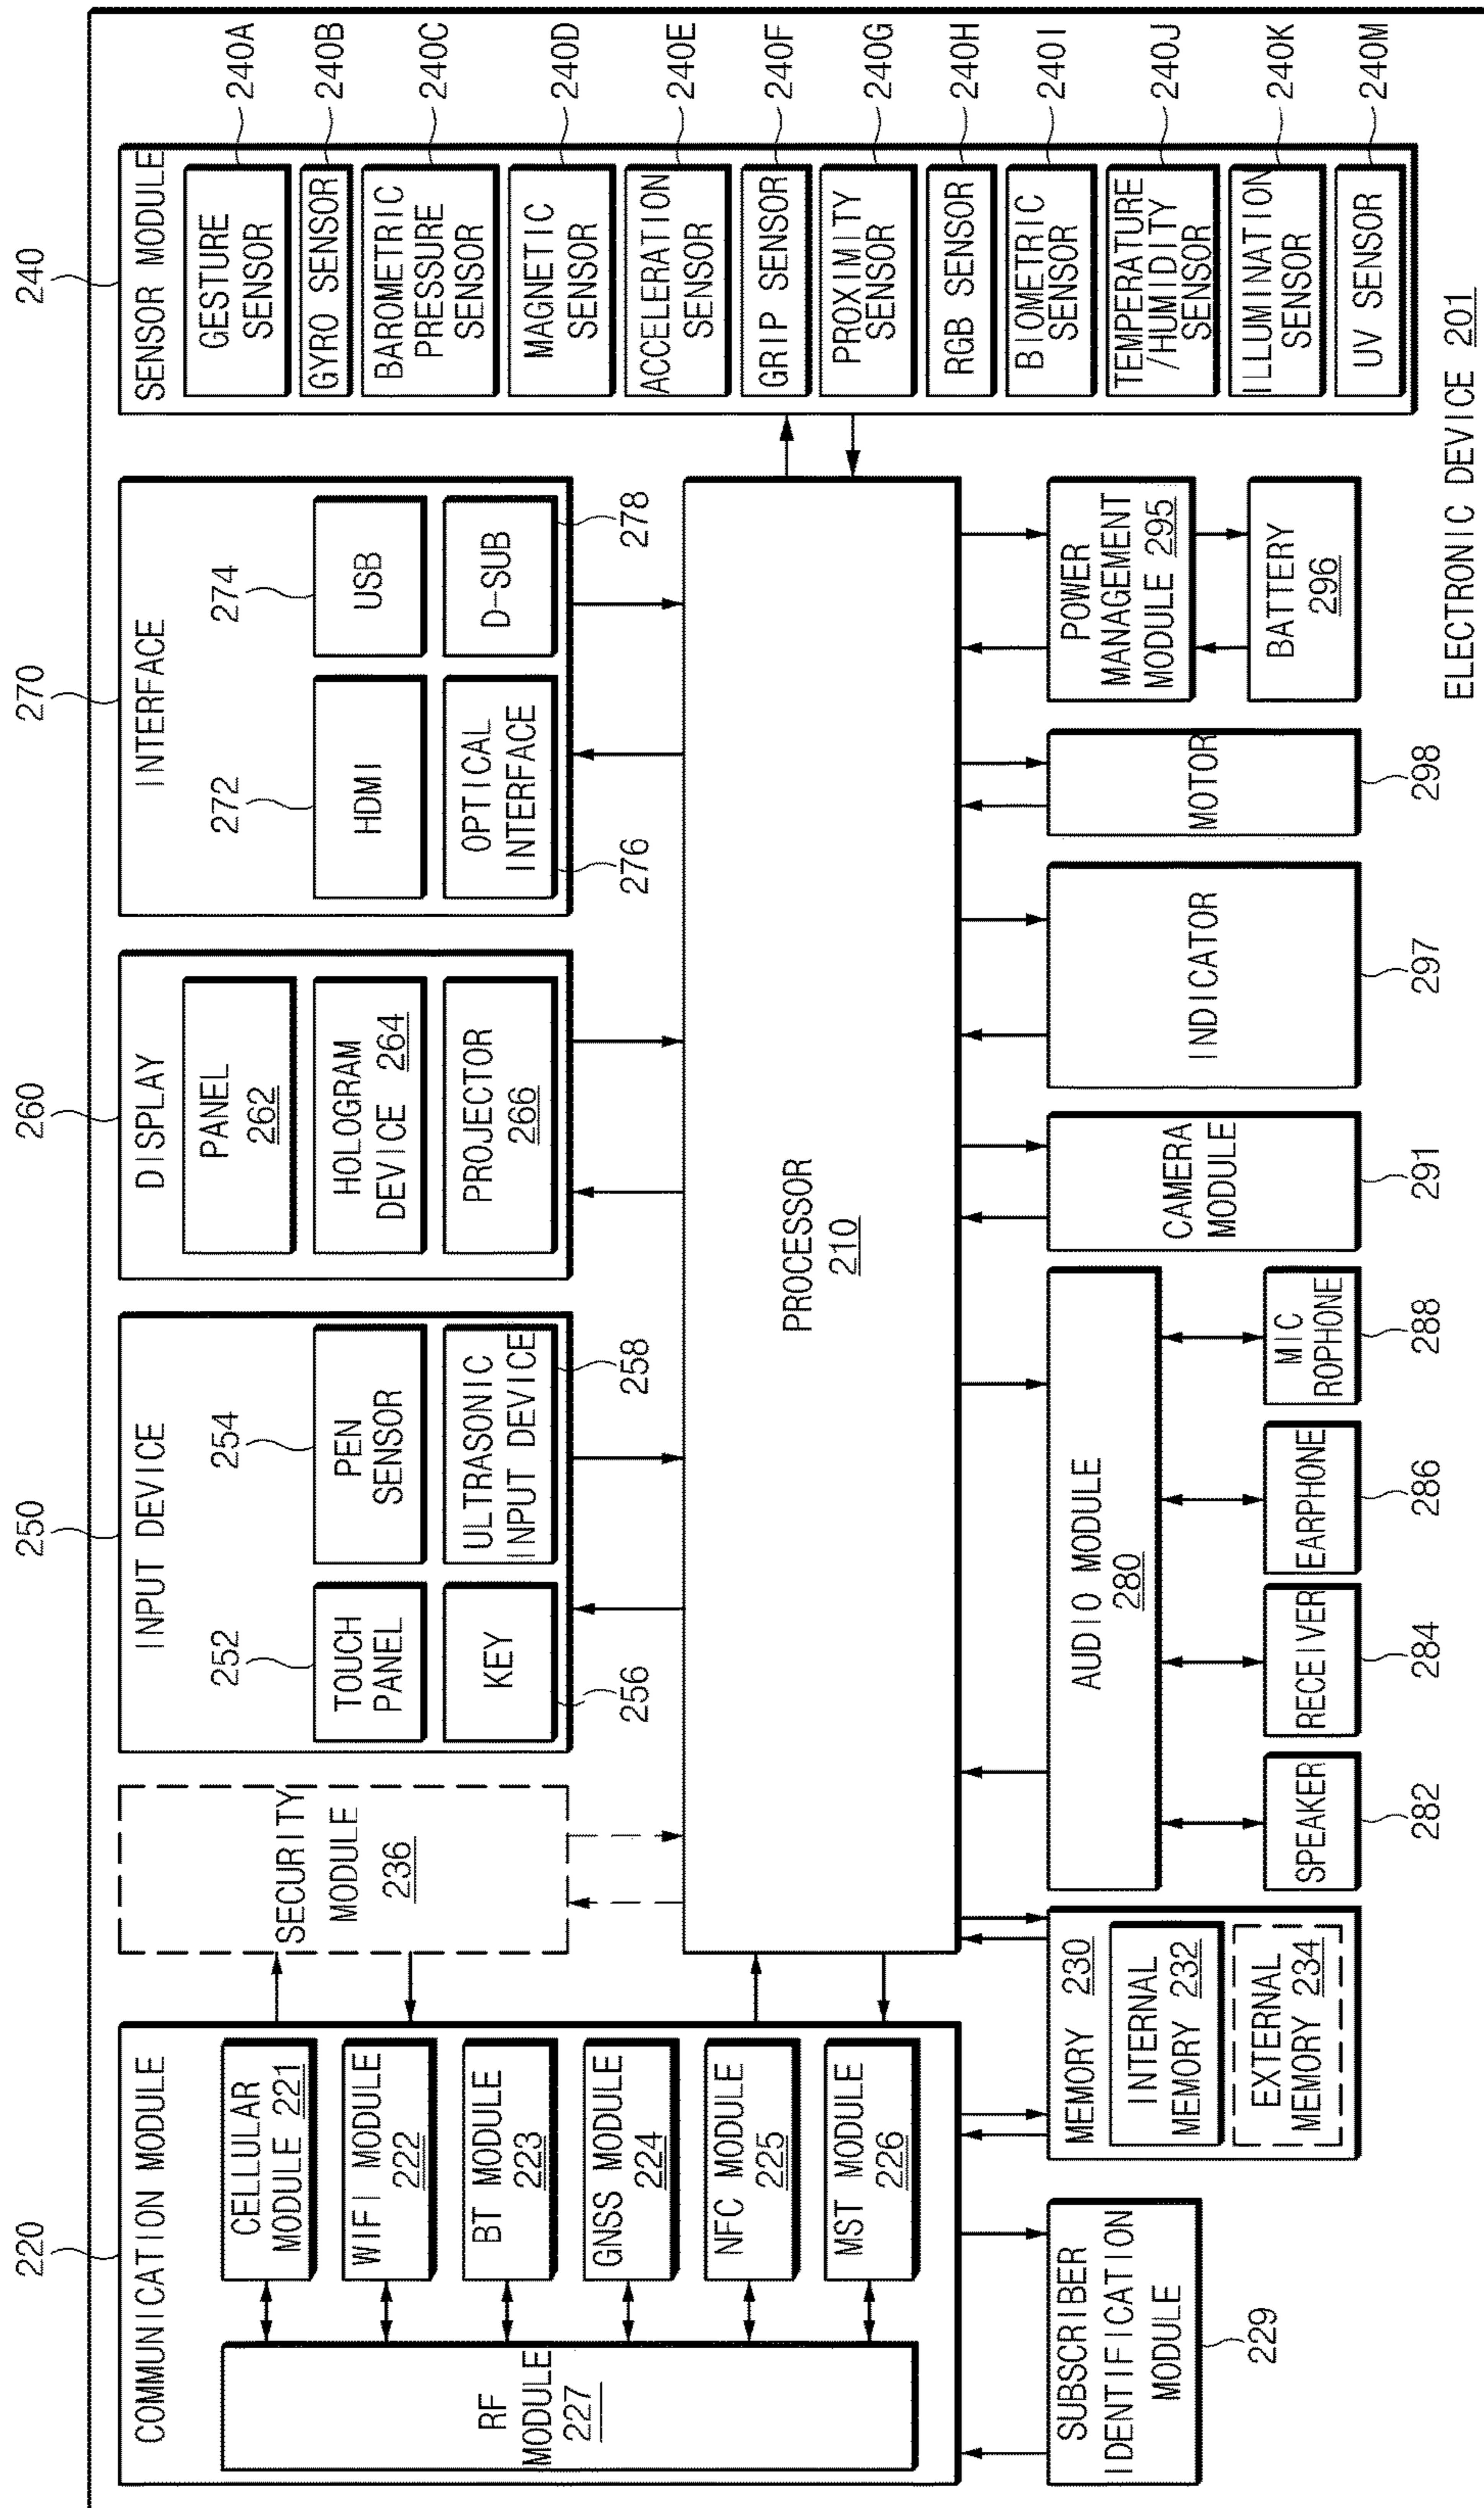 220
COMMUNICATION MODULE
RF
MODULE
227
CELLULAR
MODULE 221
WIFI MODULE
222
BT MODULE
223
GNSS MODULE
224
NFC MODULE
225
MST MODULE
226
SUBSCRIBER
IDENTIFICATION
MODULE
229
SECURITY
MODULE
236
MEMORY 230
INTERNAL
MEMORY 232
EXTERNAL
MEMORY 234
250
INPUT DEVICE
252
254
TOUCH
PANEL
PEN
SENSOR
KEY
ULTRASONIC
INPUT DEVICE
256
258
260
DISPLAY
PANEL
262
HOLOGRAM
DEVICE 264
PROJECTOR
266
270
INTERFACE
272
274
HDMI
USB
OPTICAL
INTERFACE
D-SUB
276
278
PROCESSOR
210
AUDIO MODULE
280
SPEAKER
282
RECEIVER
284
EARPHONE
286
MIC
ROPHONE
288
CAMERA
MODULE
291
INDICATOR
297
MOTOR
298
POWER
MANAGEMENT
MODULE 295
BATTERY
296
240
SENSOR MODULE
GESTURE
SENSOR
240A
GYRO SENSOR
240B
BAROMETRIC
PRESSURE
SENSOR
240C
MAGNETIC
SENSOR
240D
ACCELERATION
SENSOR
240E
GRIP SENSOR
240F
PROXIMITY
SENSOR
240G
RGB SENSOR
240H
BIOMETRIC
SENSOR
240I
TEMPERATURE
/HUMIDITY
SENSOR
240J
ILLUMINATION
SENSOR
240K
UV SENSOR
240M
ELECTRONIC DEVICE 201